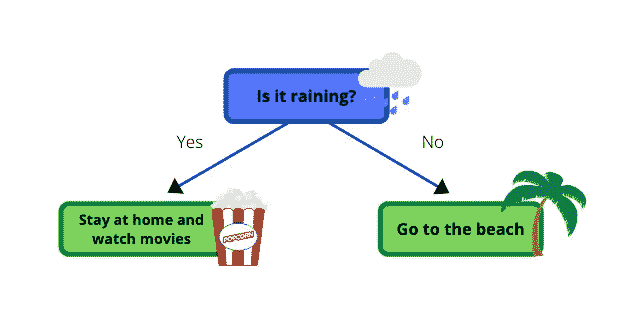 Is it raining?
Yes
No
Stay at home and
watch movies
POPCORN
Go to the beach